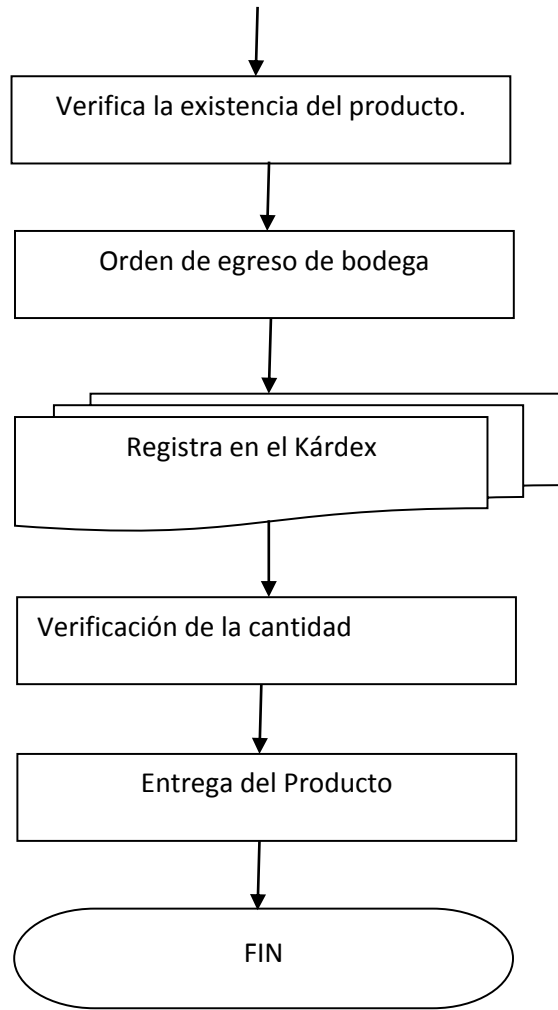 Verifica la existencia del producto.
Orden de egreso de bodega
Registra en el Kárdex
Verificación de la cantidad
Entrega del Producto
FIN